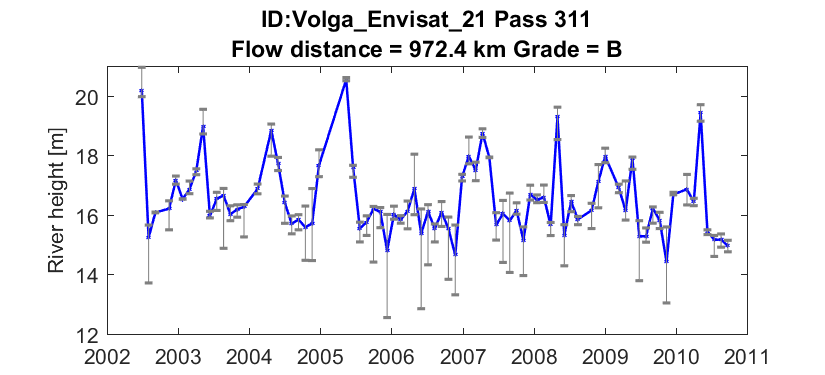 ID:Volga_Envisat_21 Pass 311
Flow distance = 972.4 km Grade = B
River height [m]
20
18
16
14
12
2002 2003 2004 2005 2006 2007 2008 2009 2010 2011